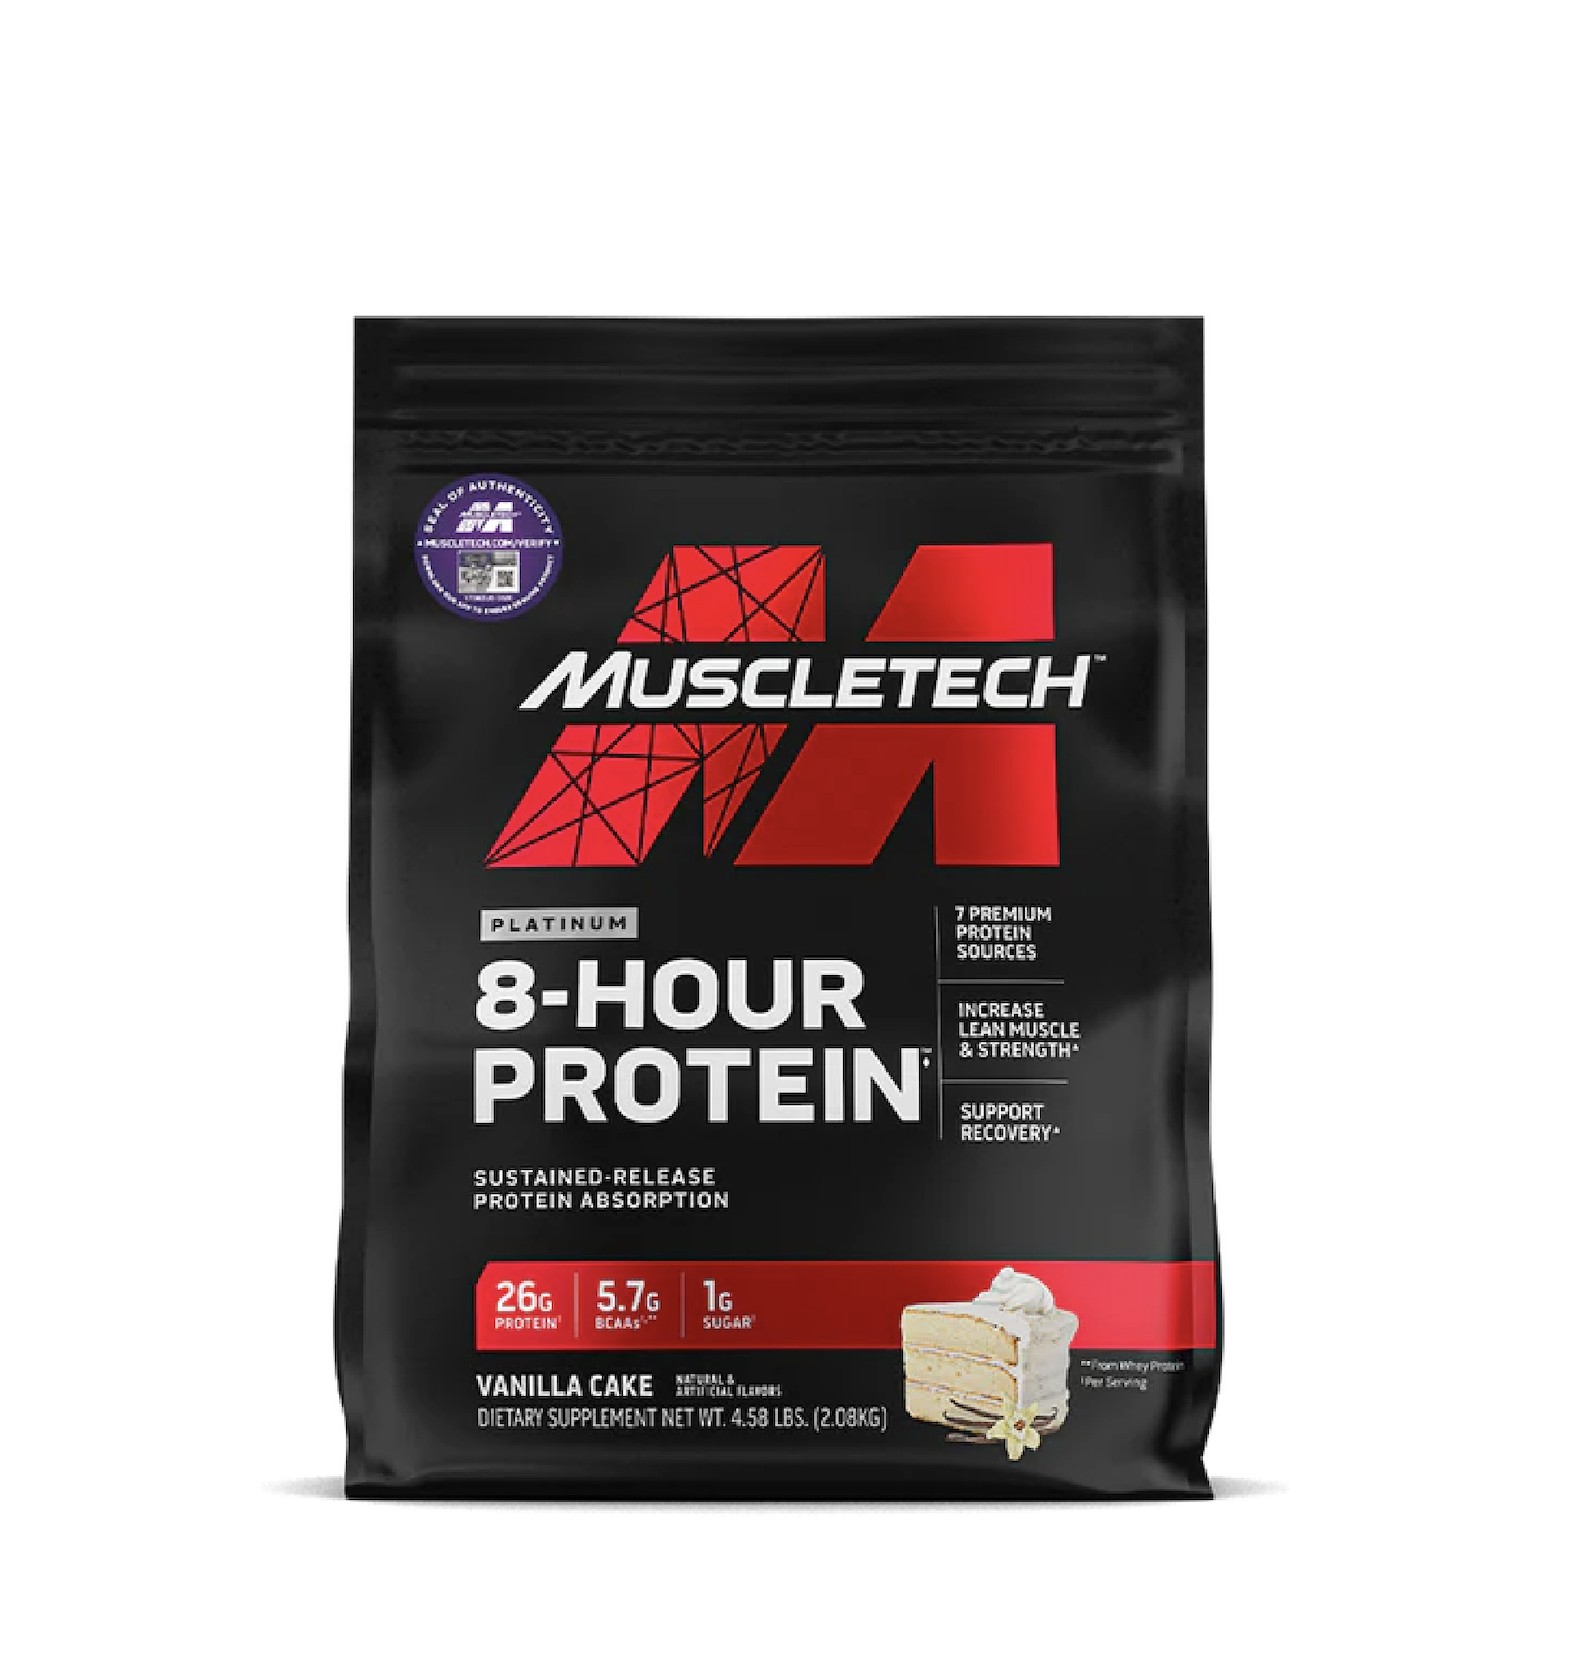 SEAL OF AUTHENTICITY
MUSCLETECH
MUSCLETECH.COM/VERIFY
MUSCLETECH™
PLATINUM
8-HOUR
PROTEIN™
SUSTAINED-RELEASE
PROTEIN ABSORPTION
7 PREMIUM
PROTEIN
SOURCES
INCREASE
LEAN MUSCLE
& STRENGTH^
SUPPORT
RECOVERY^
26G
PROTEIN†
5.7G
BCAAs†**
1G
SUGAR†
VANILLA CAKE
NATURAL &
ARTIFICIAL FLAVORS
DIETARY SUPPLEMENT NET WT. 4.58 LBS. (2.08KG)
**From Whey Protein
†Per Serving